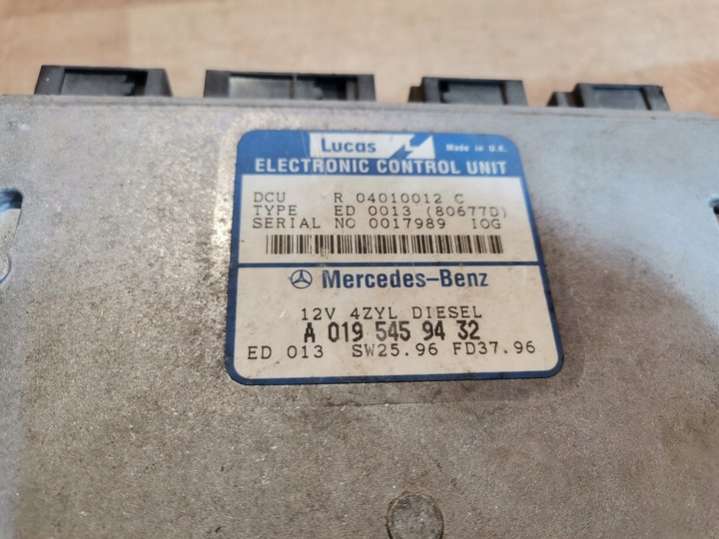 Lucas Made in U.K.
ELECTRONIC CONTROL UNIT
DCU R 04010012 C
TYPE ED 0013 (80677D)
SERIAL NO 0017989 IOG
Mercedes-Benz
12V 4ZYL DIESEL
A 019 545 94 32
ED 013 SW25.96 FD37.96